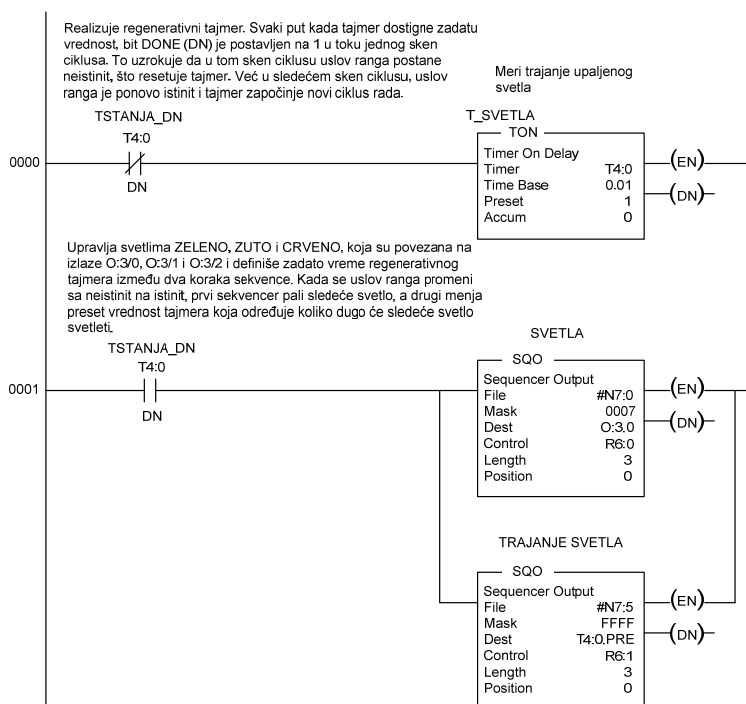 Realizuje regenerativni tajmer. Svaki put kada tajmer dostigne zadatu
vrednost, bit DONE (DN) je postavljen na 1 u toku jednog sken
ciklusa. To uzrokuje da u tom sken ciklusu uslov ranga postane
neistinit, što resetuje tajmer. Već u sledećem sken ciklusu, uslov
ranga je ponovo istinit i tajmer započinje novi ciklus rada.
Meri trajanje upaljenog
svetla
TSTANJA_DN
T4:0
DN
T_SVETLA
TON
Timer On Delay
Timer T4:0
Time Base 0.01
Preset 1
Accum 0
(EN)
(DN)
0000
Upravlja svetlima ZELENO, ZUTO i CRVENO, koja su povezana na
izlaze O:3/0, O:3/1 i O:3/2 i definiše zadato vreme regenerativnog
tajmera između dva koraka sekvence. Kada se uslov ranga promeni
sa neistinit na istinit, prvi sekvencer pali sledeće svetlo, a drugi menja
preset vrednost tajmera koja određuje koliko dugo će sledeće svetlo
svetleti.
TSTANJA_DN
T4:0
DN
0001
SVETLA
SQO
Sequencer Output
File #N7:0
Mask 0007
Dest O:3.0
Control R6:0
Length 3
Position 0
(EN)
(DN)
TRAJANJE SVETLA
SQO
Sequencer Output
File #N7:5
Mask FFFF
Dest T4:0.PRE
Control R6:1
Length 3
Position 0
(EN)
(DN)